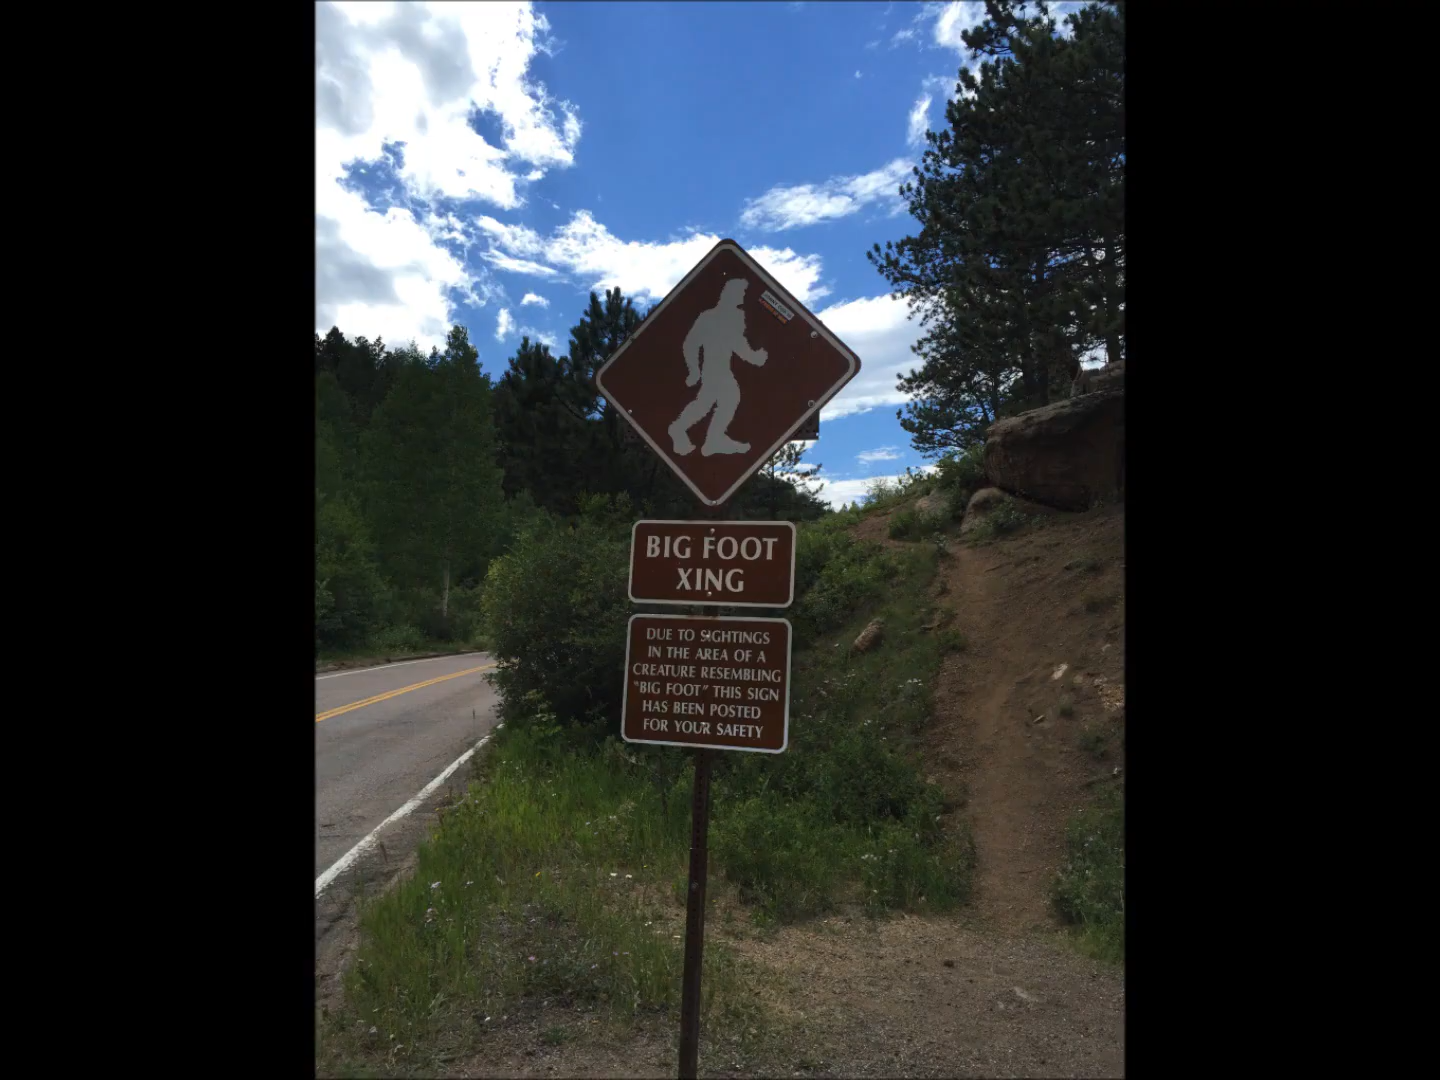 BIG FOOT
XING
DUE TO SIGHTINGS
IN THE AREA OF A
CREATURE RESEMBLING
"BIG FOOT" THIS SIGN
HAS BEEN POSTED
FOR YOUR SAFETY